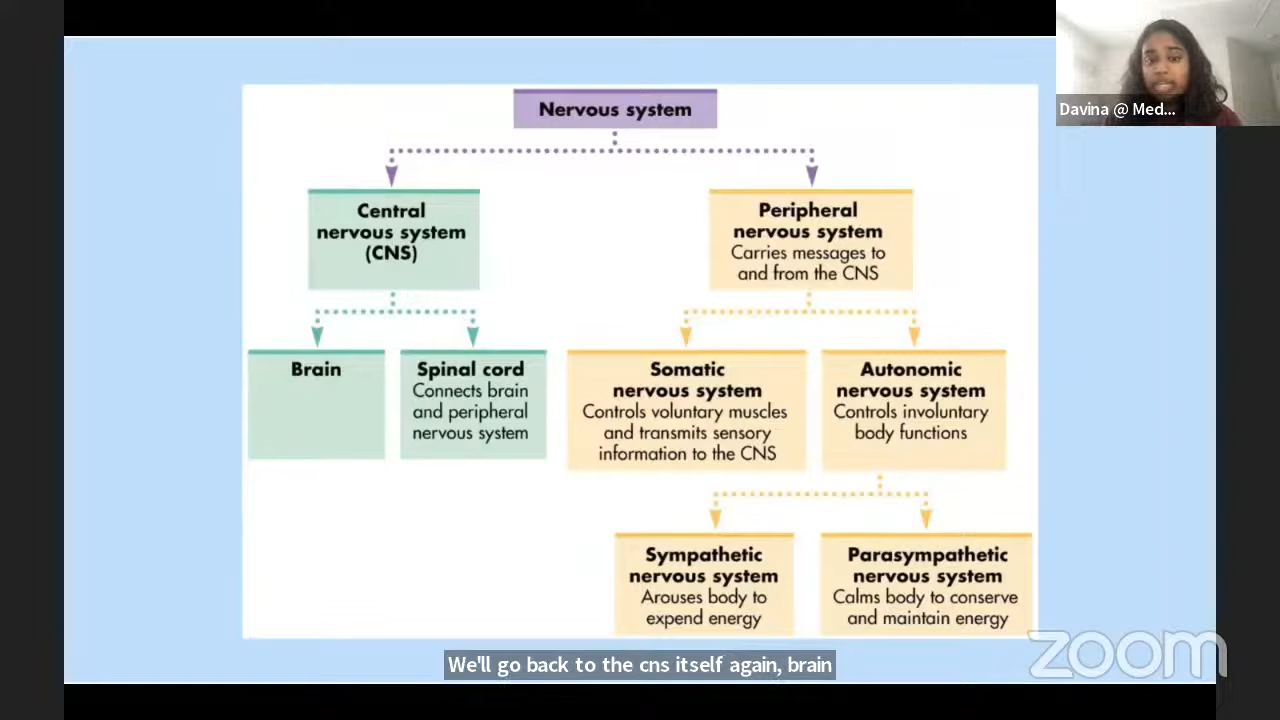 Nervous system
Central
nervous system
(CNS)
Peripheral
nervous system
Carries messages to
and from the CNS
Brain
Spinal cord
Connects brain
and peripheral
nervous system
Somatic
nervous system
Controls voluntary muscles
and transmits sensory
information to the CNS
Autonomic
nervous system
Controls involuntary
body functions
Sympathetic
nervous system
Arouses body to
expend energy
Parasympathetic
nervous system
Calms body to conserve
and maintain energy
Davina @ Med...
We'll go back to the cns itself again, brain
zoom